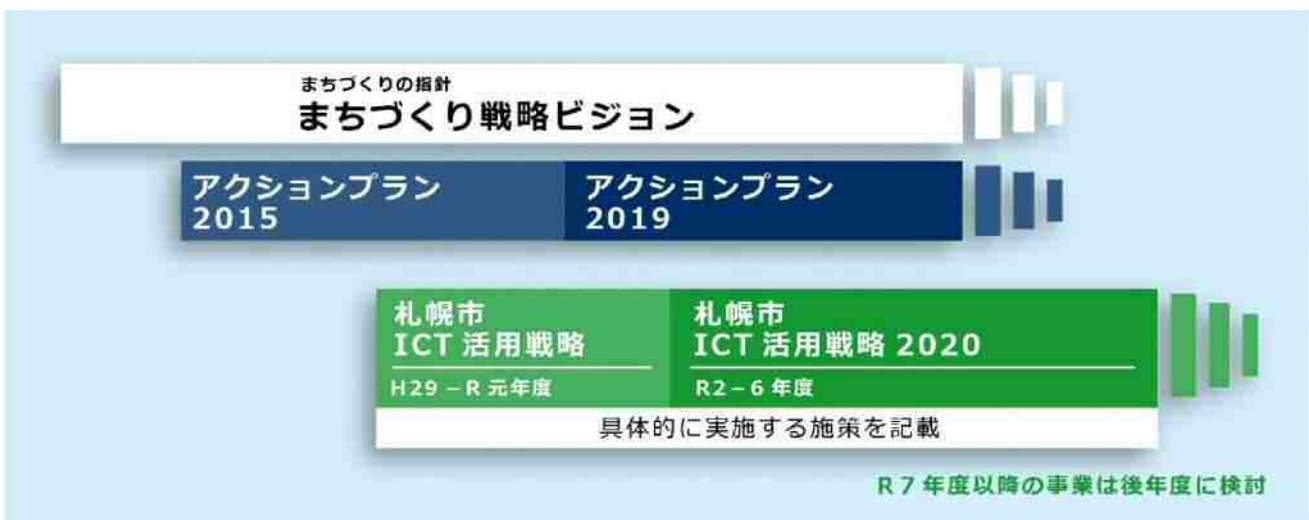 まちづくりの指針
まちづくり戦略ビジョン
アクションプラン
2015
アクションプラン
2019
札幌市
ICT 活用戦略
H29－R 元年度
札幌市
ICT 活用戦略 2020
R2－6 年度
具体的に実施する施策を記載
R 7 年度以降の事業は後年度に検討